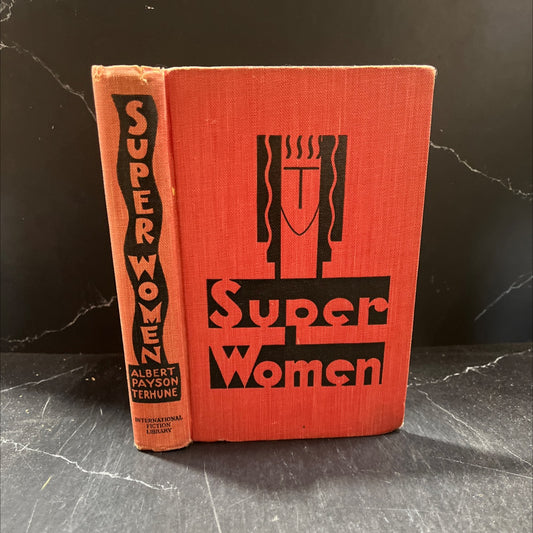 SUPER WOMEN
ALBERT
PAYSON
TERHUNE
INTERNATIONAL
FICTION
LIBRARY
Super
Women